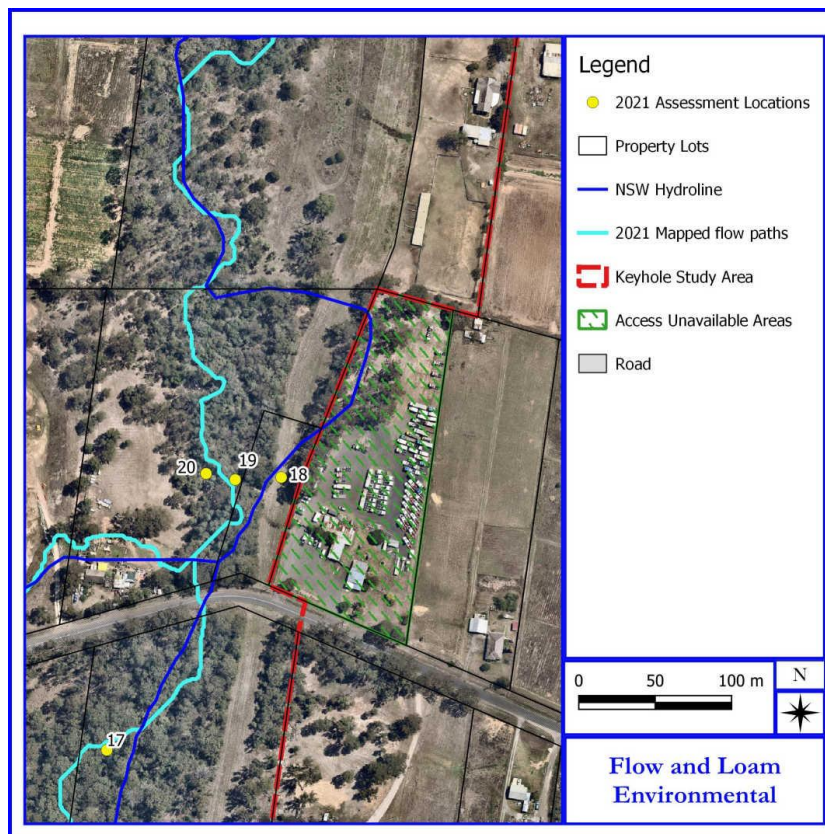 20
19
18
17
Legend
2021 Assessment Locations
Property Lots
NSW Hydroline
2021 Mapped flow paths
Keyhole Study Area
Access Unavailable Areas
Road
0 50 100 m
N
Flow and Loam
Environmental